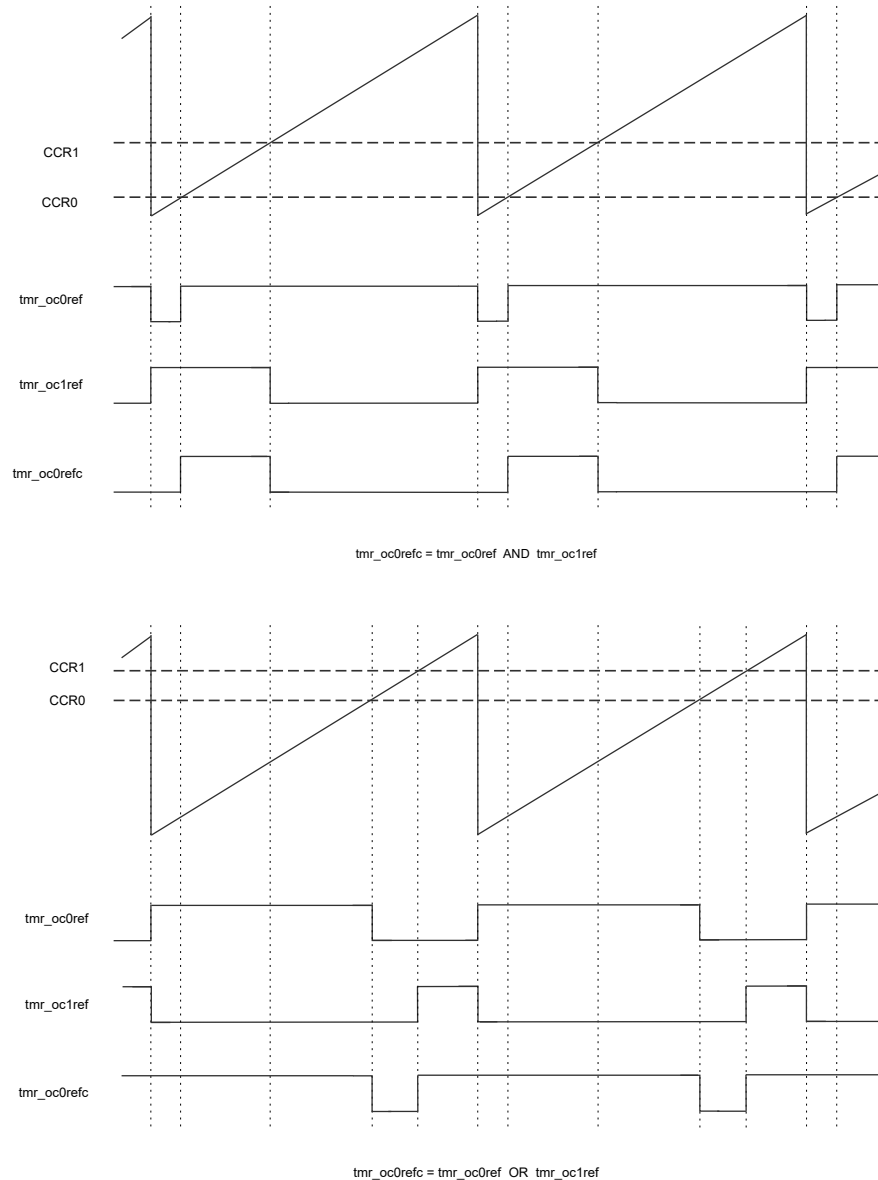 CCR1
CCR0
tmr_oc0ref
tmr_oc1ref
tmr_oc0refc
tmr_oc0refc = tmr_oc0ref AND tmr_oc1ref
CCR1
CCR0
tmr_oc0ref
tmr_oc1ref
tmr_oc0refc
tmr_oc0refc = tmr_oc0ref OR tmr_oc1ref